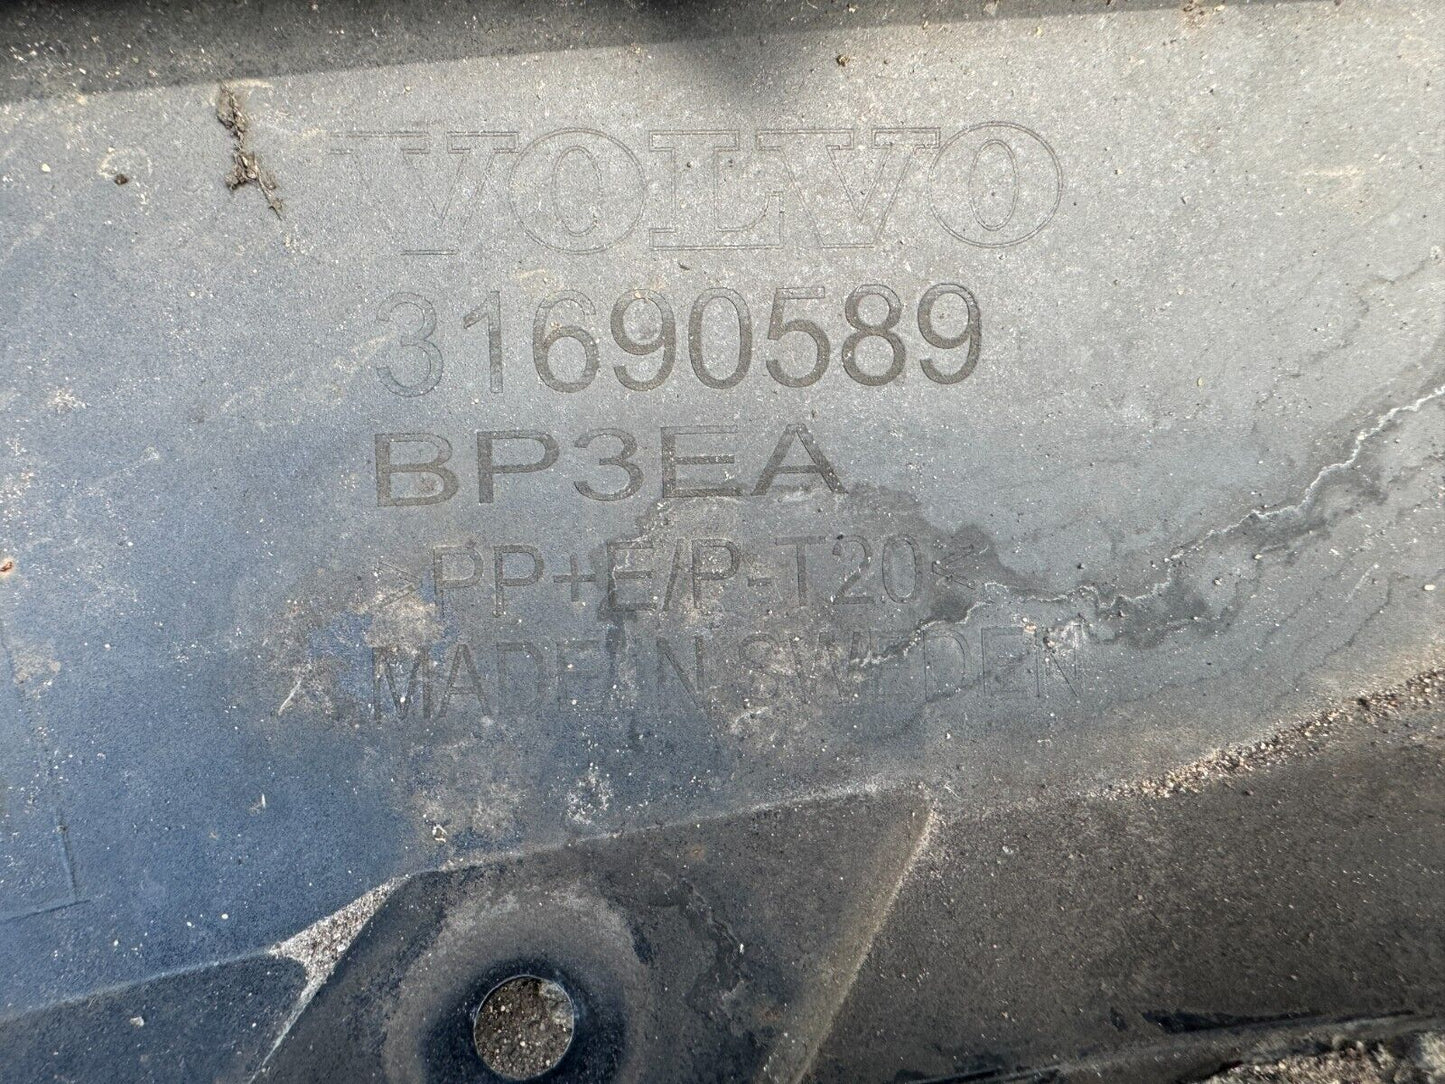 VOLVO
31690589
BP3EA
>PP+E/P-T20<
MADE IN SWEDEN